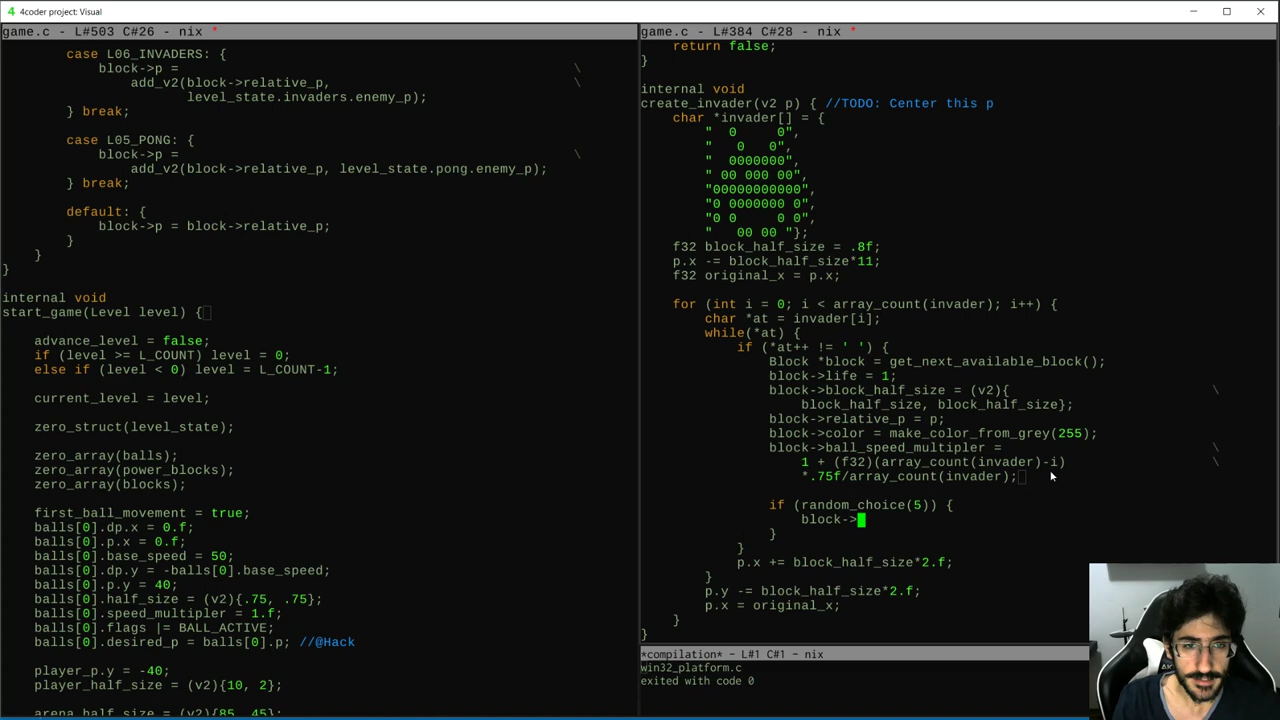 4 4coder project: Visual
game.c - L#503 C#26 - nix *
case L06_INVADERS: {
block->p = \
add_v2(block->relative_p, \
level_state.invaders.enemy_p);
} break;
case L05_PONG: {
block->p = \
add_v2(block->relative_p, level_state.pong.enemy_p);
} break;
default: {
block->p = block->relative_p;
}
}
}
internal void
start_game(Level level) {
advance_level = false;
if (level >= L_COUNT) level = 0;
else if (level < 0) level = L_COUNT-1;
current_level = level;
zero_struct(level_state);
zero_array(balls);
zero_array(power_blocks);
zero_array(blocks);
first_ball_movement = true;
balls[0].dp.x = 0.f;
balls[0].p.x = 0.f;
balls[0].base_speed = 50;
balls[0].dp.y = -balls[0].base_speed;
balls[0].p.y = 40;
balls[0].half_size = (v2){.75, .75};
balls[0].speed_multipler = 1.f;
balls[0].flags |= BALL_ACTIVE;
balls[0].desired_p = balls[0].p; //@Hack
player_p.y = -40;
player_half_size = (v2){10, 2};
arena_half_size = (v2){85, 45};
game.c - L#384 C#28 - nix *
return false;
}
internal void
create_invader(v2 p) { //TODO: Center this p
char *invader[] = {
"  0     0",
"   0   0",
"  0000000",
" 00 000 00",
"00000000000",
"0 0000000 0",
"0 0     0 0",
"   00 00 "};
f32 block_half_size = .8f;
p.x -= block_half_size*11;
f32 original_x = p.x;
for (int i = 0; i < array_count(invader); i++) {
char *at = invader[i];
while(*at) {
if (*at++ != ' ') {
Block *block = get_next_available_block();
block->life = 1;
block->block_half_size = (v2){ \
block_half_size, block_half_size};
block->relative_p = p;
block->color = make_color_from_grey(255);
block->ball_speed_multipler = \
1 + (f32)(array_count(invader)-i) \
*.75f/array_count(invader);
if (random_choice(5)) {
block->
}
}
p.x += block_half_size*2.f;
}
p.y -= block_half_size*2.f;
p.x = original_x;
}
}
*compilation* - L#1 C#1 - nix
win32_platform.c
exited with code 0